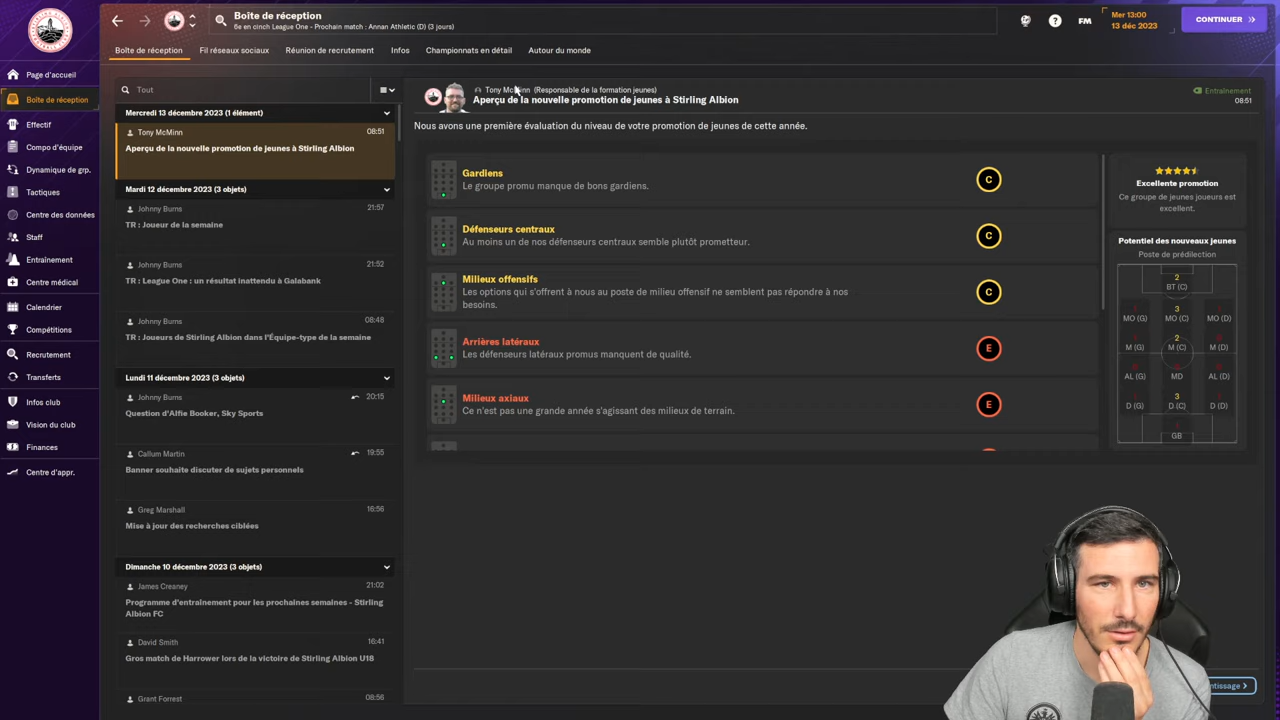 Boîte de réception
6e en cinch League One - Prochain match : Annan Athletic (D) (3 jours)
FM
Mer 13:00
13 déc 2023
CONTINUER
Boîte de réception
Fil réseaux sociaux
Réunion de recrutement
Infos
Championnats en détail
Autour du monde
Page d'accueil
Boîte de réception
Effectif
Compo d'équipe
Dynamique de grp.
Tactiques
Centre des données
Staff
Entraînement
Centre médical
Calendrier
Compétitions
Recrutement
Transferts
Infos club
Vision du club
Finances
Centre d'appr.
Tout
Mercredi 13 décembre 2023 (1 élément)
Tony McMinn 08:51
Aperçu de la nouvelle promotion de jeunes à Stirling Albion
Mardi 12 décembre 2023 (3 objets)
Johnny Burns 21:57
TR : Joueur de la semaine
Johnny Burns 21:52
TR : League One : un résultat inattendu à Galabank
Johnny Burns 08:48
TR : Joueurs de Stirling Albion dans l'Équipe-type de la semaine
Lundi 11 décembre 2023 (3 objets)
Johnny Burns 20:15
Question d'Alfie Booker, Sky Sports
Callum Martin 19:55
Banner souhaite discuter de sujets personnels
Greg Marshall 16:56
Mise à jour des recherches ciblées
Dimanche 10 décembre 2023 (3 objets)
James Creaney 21:02
Programme d'entraînement pour les prochaines semaines - Stirling
Albion FC
David Smith 16:41
Gros match de Harrower lors de la victoire de Stirling Albion U18
Grant Forrest 08:56
Tony McMinn (Responsable de la formation jeunes)
Aperçu de la nouvelle promotion de jeunes à Stirling Albion
Entraînement
08:51
Nous avons une première évaluation du niveau de votre promotion de jeunes de cette année.
Gardiens
Le groupe promu manque de bons gardiens.
C
Défenseurs centraux
Au moins un de nos défenseurs centraux semble plutôt prometteur.
C
Milieux offensifs
Les options qui s'offrent à nous au poste de milieu offensif ne semblent pas répondre à nos
besoins.
C
Arrières latéraux
Les défenseurs latéraux promus manquent de qualité.
E
Milieux axiaux
Ce n'est pas une grande année s'agissant des milieux de terrain.
E
Excellente promotion
Ce groupe de jeunes joueurs est
excellent.
Potentiel des nouveaux jeunes
Poste de prédilection
2
BT (C)
3
MO (G) MO (C) MO (D)
2
M (G) M (C) M (D)
AL (G) MD AL (D)
3
D (G) D (C) D (D)
GB